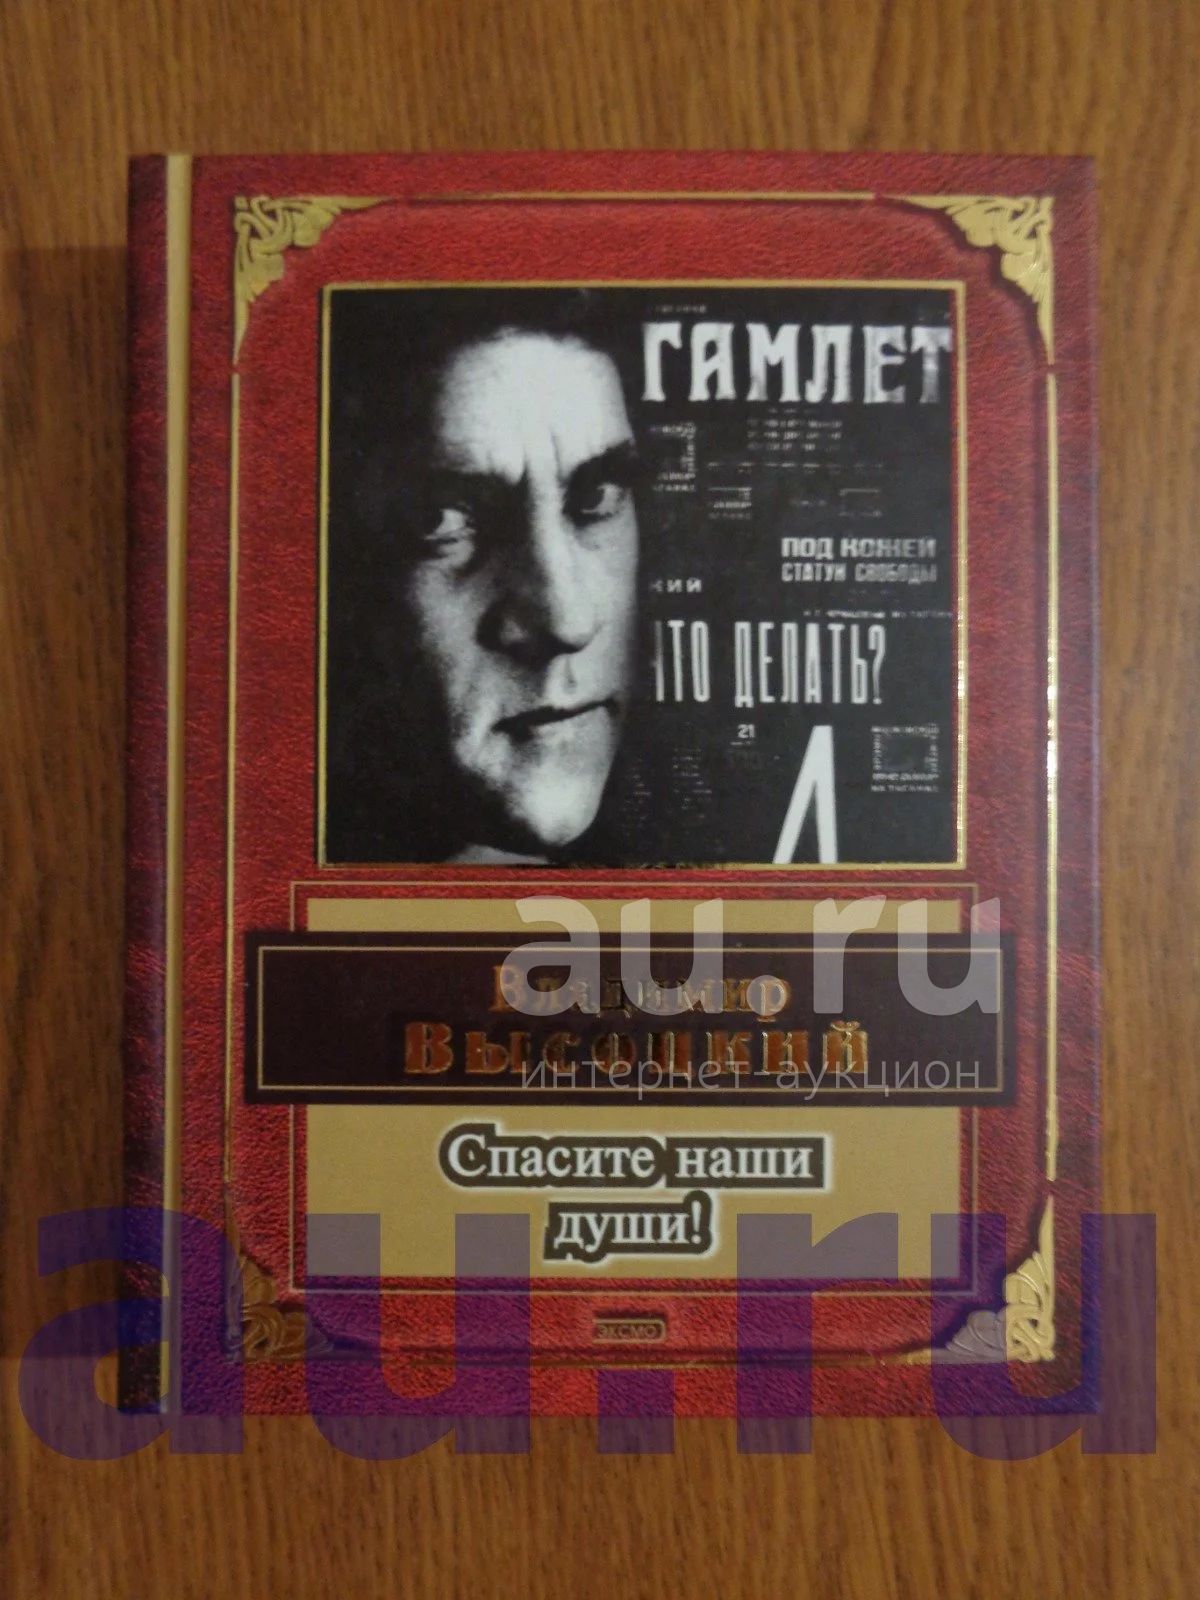 ГАМЛЕТ
ПОД КОЖЕЙ
СТАТУИ СВОБОДЫ
КИЙ
ЧТО ДЕЛАТЬ?
21
А
au.ru
Владимир
Высоцкий
интернет-аукцион
Спасите наши
души!
au.ru
ЭКСМО